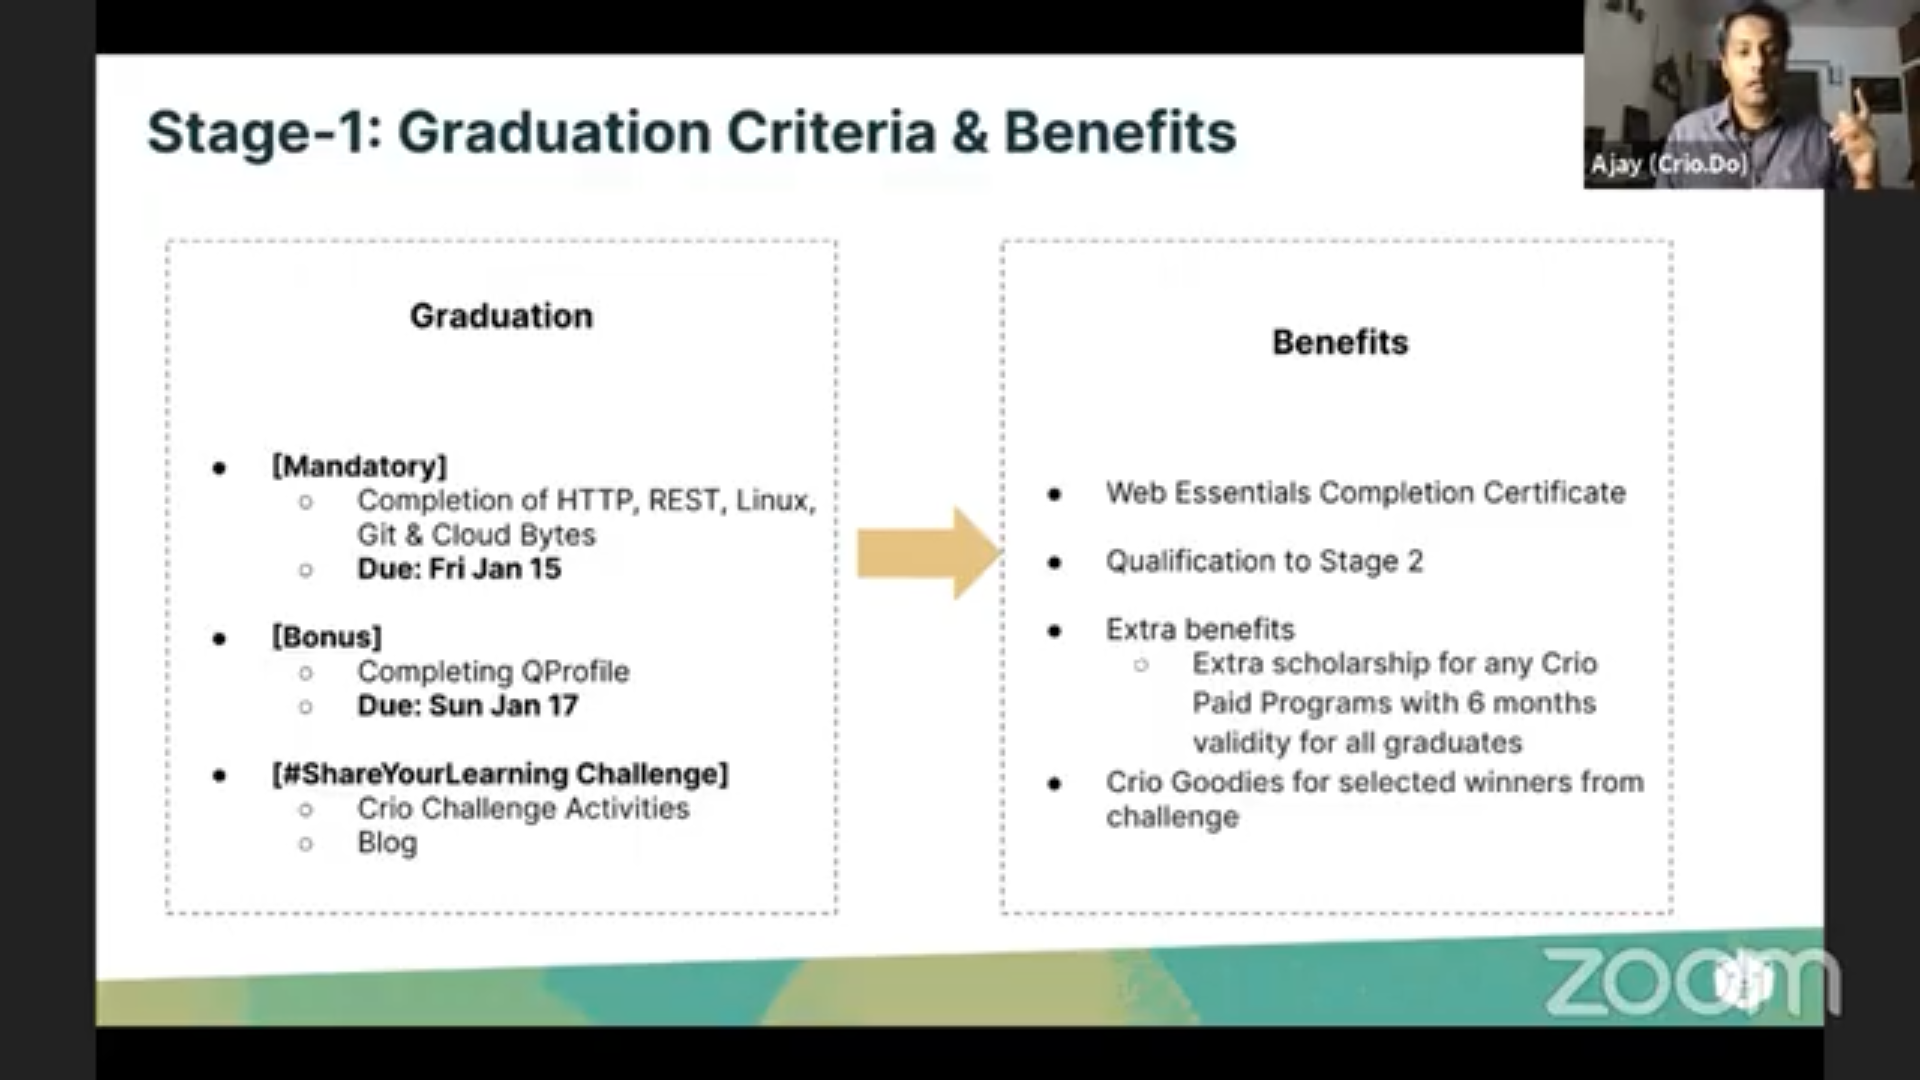 Stage-1: Graduation Criteria & Benefits
Ajay (Crio.Do)
Graduation
[Mandatory]
Completion of HTTP, REST, Linux,
Git & Cloud Bytes
Due: Fri Jan 15
[Bonus]
Completing QProfile
Due: Sun Jan 17
[#ShareYourLearning Challenge]
Crio Challenge Activities
Blog
Benefits
Web Essentials Completion Certificate
Qualification to Stage 2
Extra benefits
Extra scholarship for any Crio
Paid Programs with 6 months
validity for all graduates
Crio Goodies for selected winners from
challenge
zoom